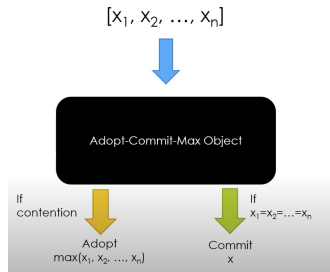 [x₁, x₂, ..., xₙ]
Adopt-Commit-Max Object
If
contention
If
x₁=x₂=...=xₙ
Adopt
max(x₁, x₂, ..., xₙ)
Commit
x